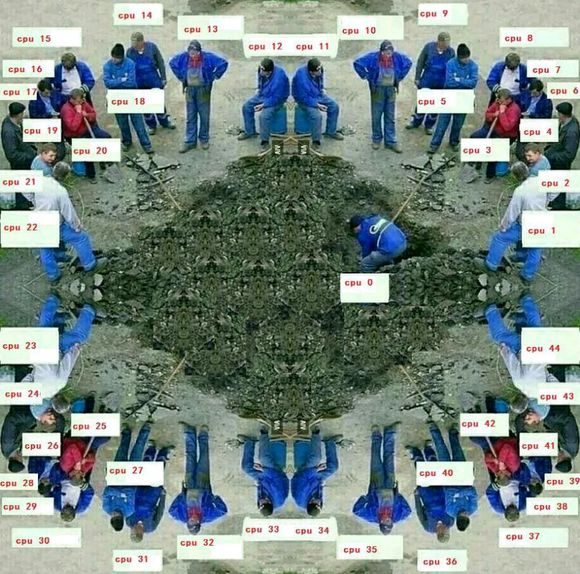 cpu 14
cpu 9
cpu 13
cpu 10
cpu 15
cpu 8
cpu 12
cpu 11
cpu 16
cpu 7
cpu 17
cpu 6
cpu 18
cpu 5
cpu 19
cpu 4
cpu 20
cpu 3
cpu 21
cpu 2
cpu 22
cpu 1
cpu 0
cpu 23
cpu 44
cpu 24
cpu 43
cpu 25
cpu 42
cpu 26
cpu 41
cpu 27
cpu 40
cpu 28
cpu 39
cpu 29
cpu 38
cpu 33
cpu 34
cpu 30
cpu 32
cpu 35
cpu 37
cpu 31
cpu 36